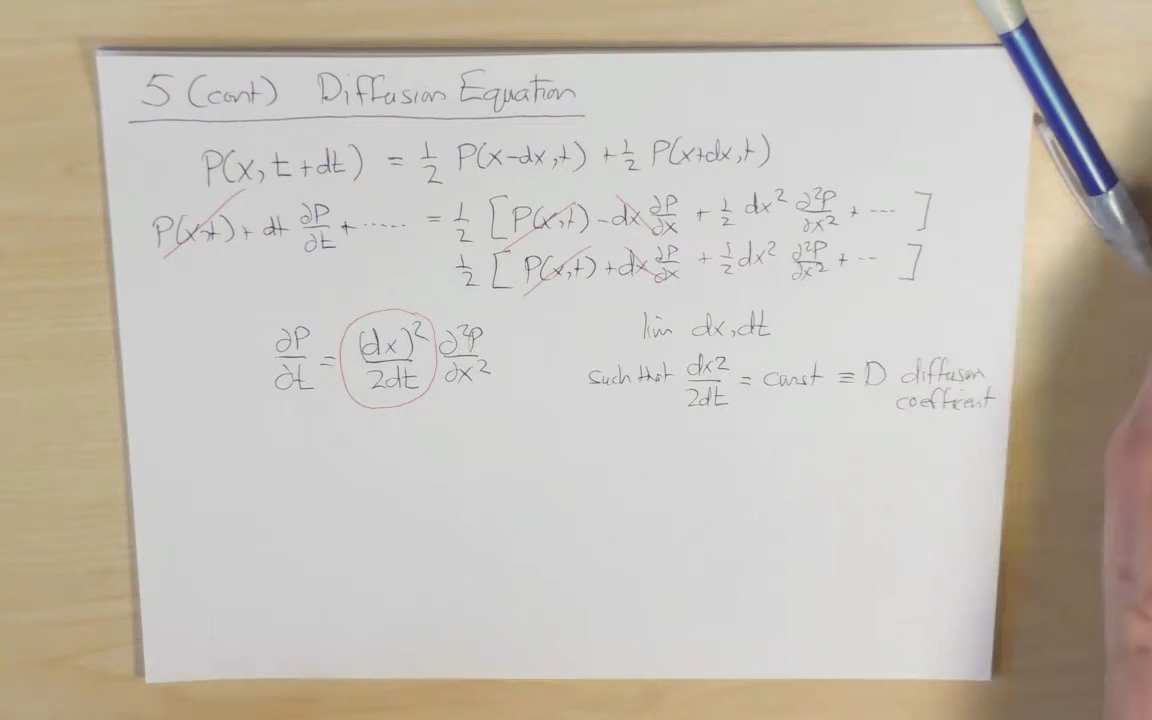 5 (cont) Diffusion Equation
P(x, t + dt) = 1/2 P(x-dx, t) + 1/2 P(x+dx, t)
P(x,t) + dt ∂P/∂t + ...... = 1/2 [ P(x,t) - dx ∂P/∂x + 1/2 dx² ∂²P/∂x² + ... ]
1/2 [ P(x,t) + dx ∂P/∂x + 1/2 dx² ∂²P/∂x² + ... ]
∂P/∂t = (dx)²/2dt ∂²P/∂x²
lim dx, dt
such that dx2/2dt = const ≡ D diffusion
coefficient